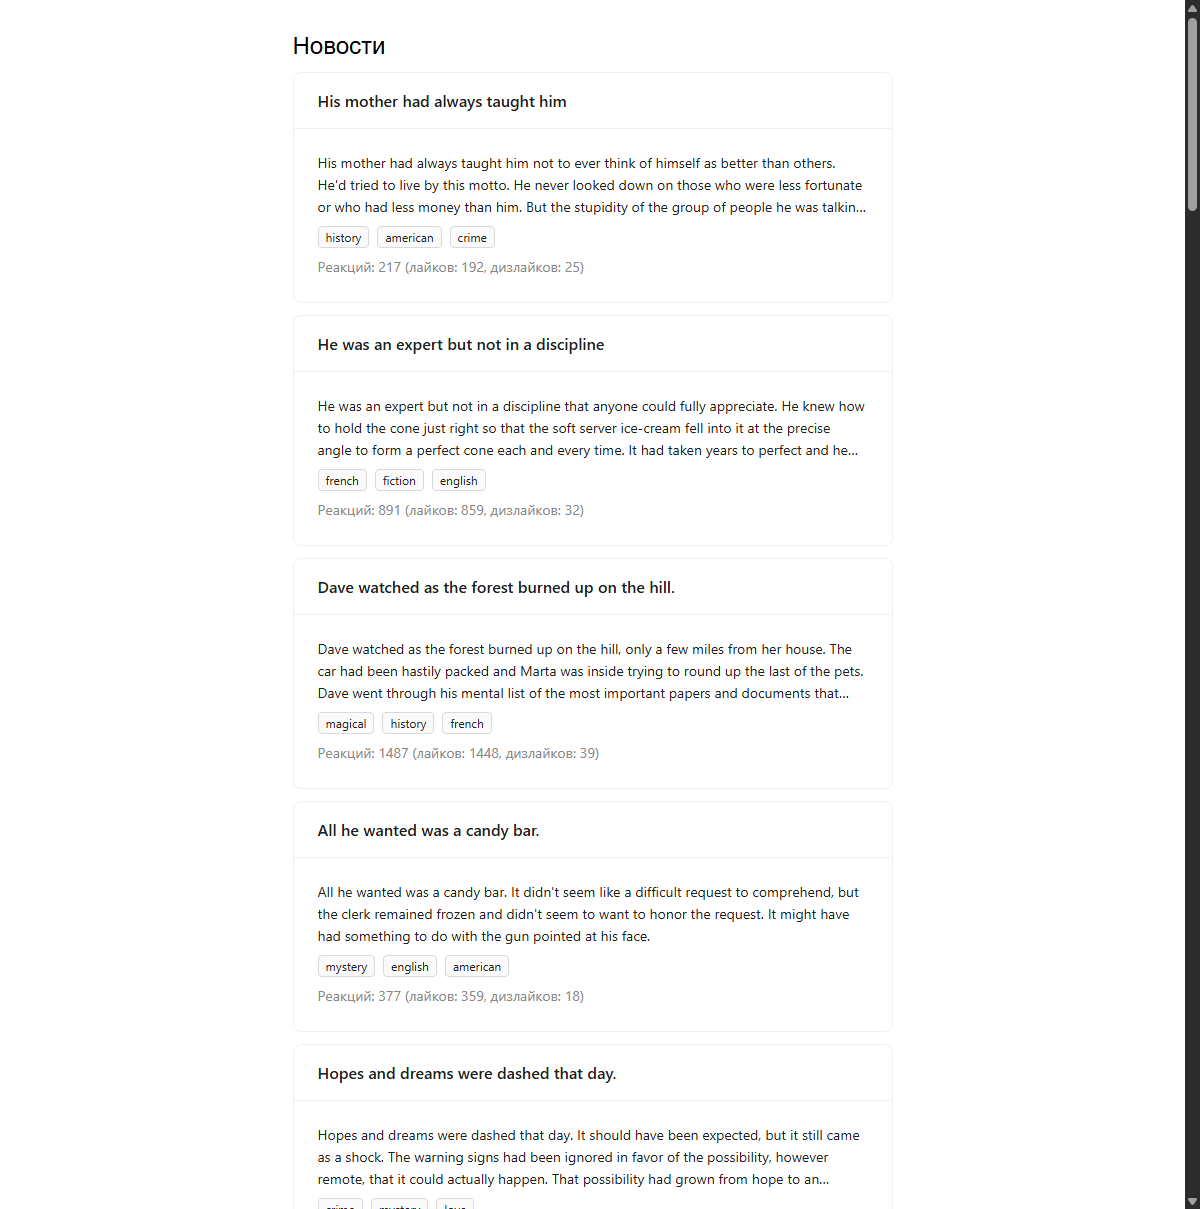 Новости
His mother had always taught him
His mother had always taught him not to ever think of himself as better than others.
He'd tried to live by this motto. He never looked down on those who were less fortunate
or who had less money than him. But the stupidity of the group of people he was talkin...
history american crime
Реакций: 217 (лайков: 192, дизлайков: 25)
He was an expert but not in a discipline
He was an expert but not in a discipline that anyone could fully appreciate. He knew how
to hold the cone just right so that the soft server ice-cream fell into it at the precise
angle to form a perfect cone each and every time. It had taken years to perfect and he...
french fiction english
Реакций: 891 (лайков: 859, дизлайков: 32)
Dave watched as the forest burned up on the hill.
Dave watched as the forest burned up on the hill, only a few miles from her house. The
car had been hastily packed and Marta was inside trying to round up the last of the pets.
Dave went through his mental list of the most important papers and documents that...
magical history french
Реакций: 1487 (лайков: 1448, дизлайков: 39)
All he wanted was a candy bar.
All he wanted was a candy bar. It didn't seem like a difficult request to comprehend, but
the clerk remained frozen and didn't seem to want to honor the request. It might have
had something to do with the gun pointed at his face.
mystery english american
Реакций: 377 (лайков: 359, дизлайков: 18)
Hopes and dreams were dashed that day.
Hopes and dreams were dashed that day. It should have been expected, but it still came
as a shock. The warning signs had been ignored in favor of the possibility, however
remote, that it could actually happen. That possibility had grown from hope to an...
crime mystery love